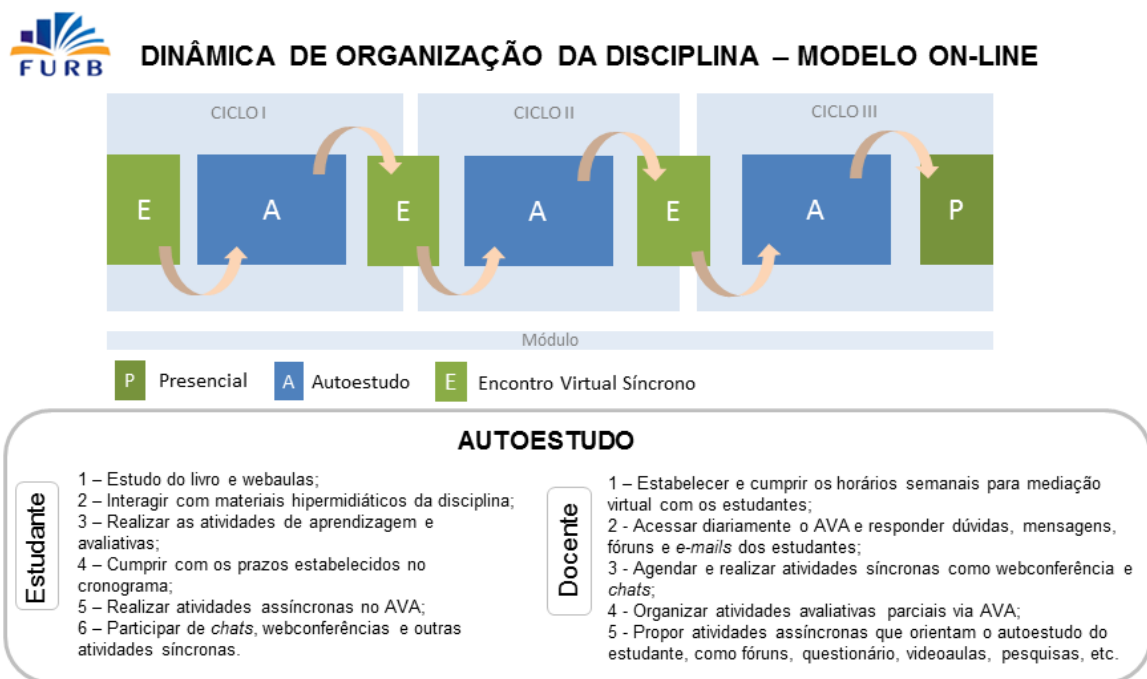 FURB
DINÂMICA DE ORGANIZAÇÃO DA DISCIPLINA – MODELO ON-LINE
CICLO I
CICLO II
CICLO III
E
A
E
A
E
A
P
Módulo
P Presencial
A Autoestudo
E Encontro Virtual Síncrono
AUTOESTUDO
Estudante
1 – Estudo do livro e webaulas;
2 – Interagir com materiais hipermidiáticos da disciplina;
3 – Realizar as atividades de aprendizagem e
avaliativas;
4 – Cumprir com os prazos estabelecidos no
cronograma;
5 – Realizar atividades assíncronas no AVA;
6 – Participar de chats, webconferências e outras
atividades síncronas.
Docente
1 – Estabelecer e cumprir os horários semanais para mediação
virtual com os estudantes;
2 - Acessar diariamente o AVA e responder dúvidas, mensagens,
fóruns e e-mails dos estudantes;
3 - Agendar e realizar atividades síncronas como webconferência e
chats;
4 - Organizar atividades avaliativas parciais via AVA;
5 - Propor atividades assíncronas que orientam o autoestudo do
estudante, como fóruns, questionário, videoaulas, pesquisas, etc.